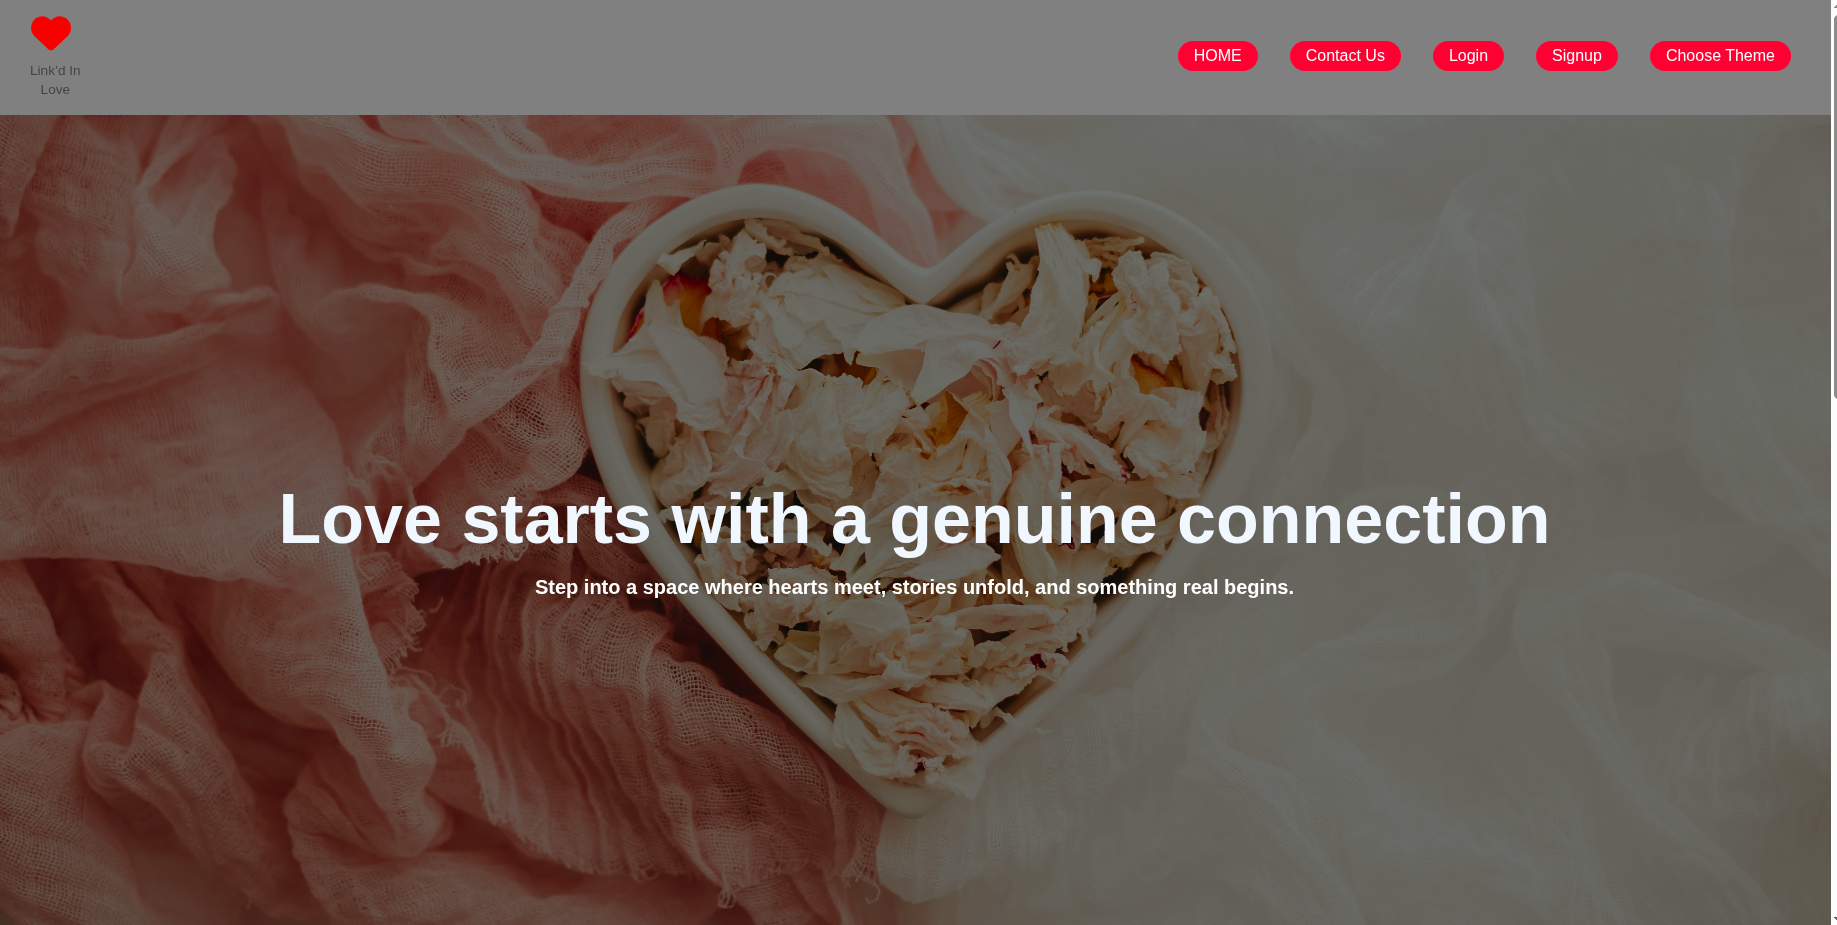 Link'd In
Love
HOME
Contact Us
Login
Signup
Choose Theme
Love starts with a genuine connection
Step into a space where hearts meet, stories unfold, and something real begins.